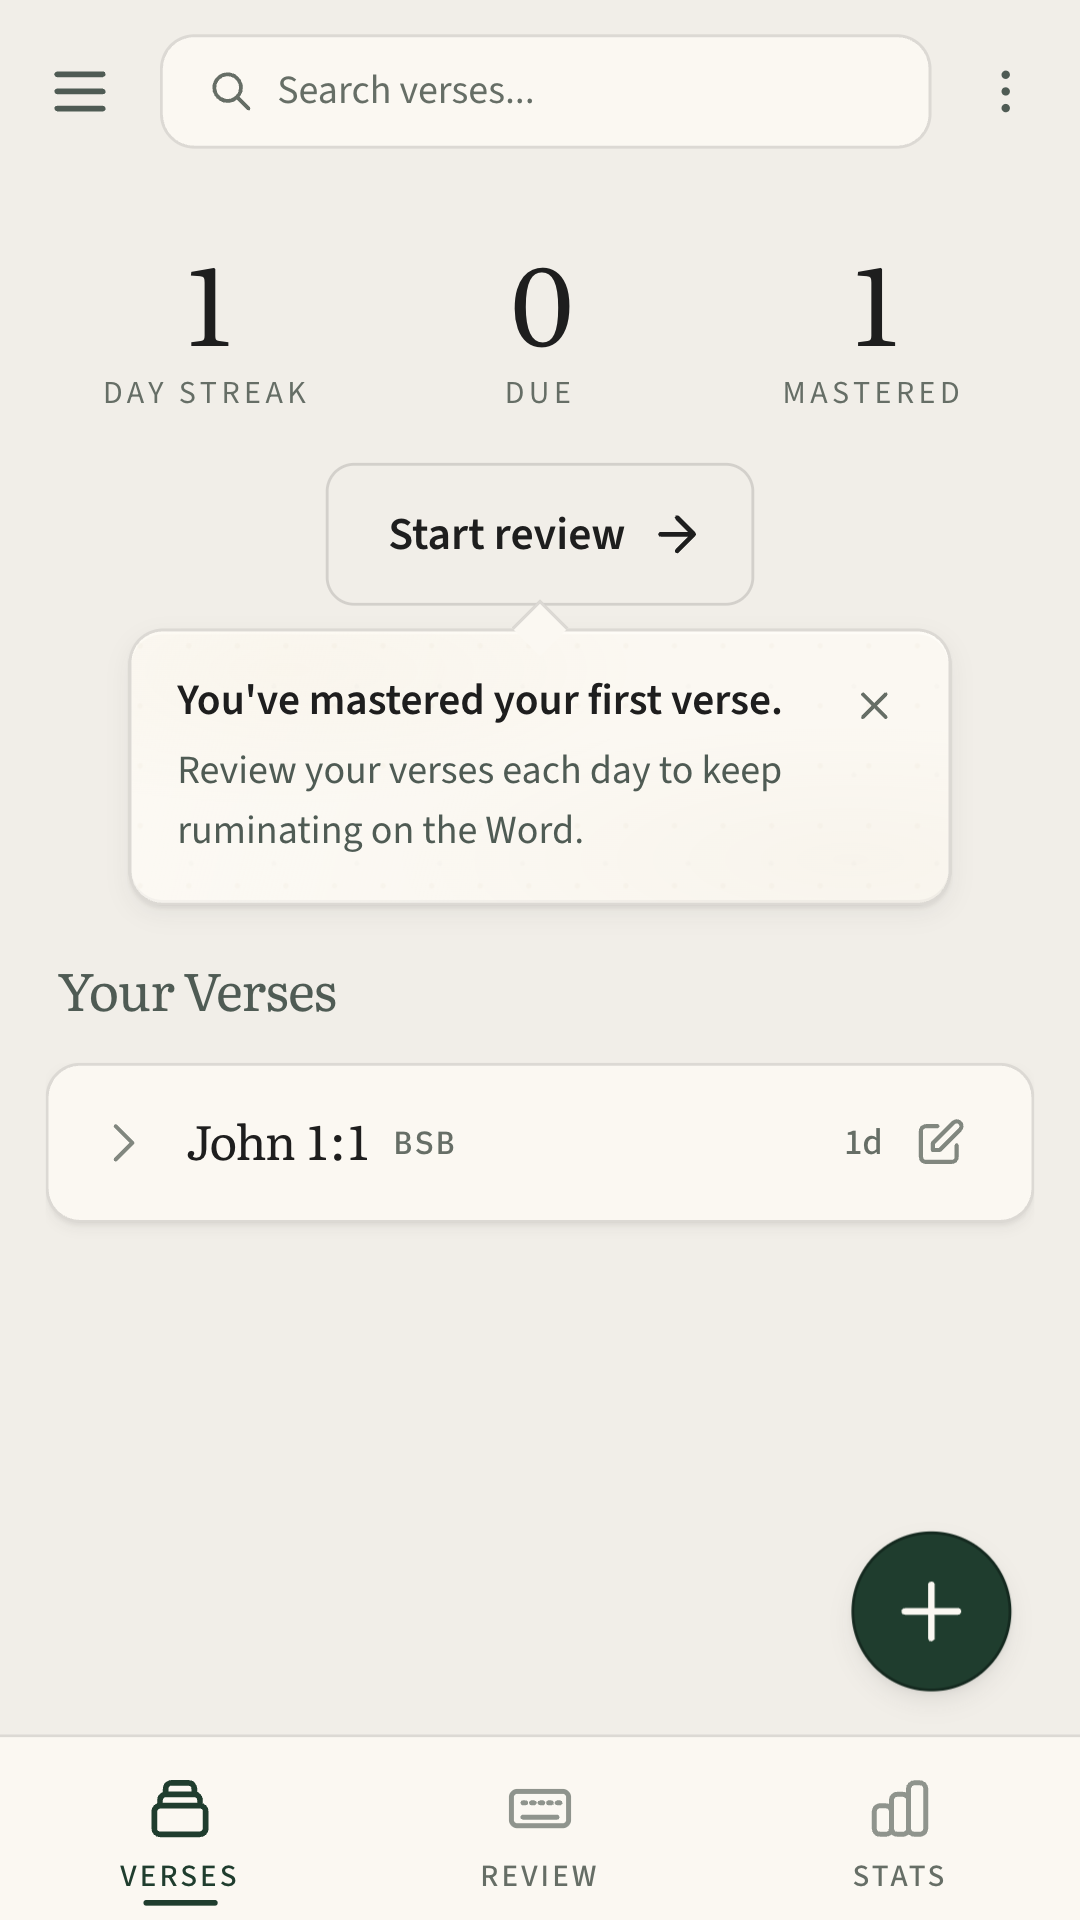 Search verses...
1
DAY STREAK
0
DUE
1
MASTERED
Start review
You've mastered your first verse.
Review your verses each day to keep
ruminating on the Word.
Your Verses
John 1:1 BSB 1d
VERSES
REVIEW
STATS